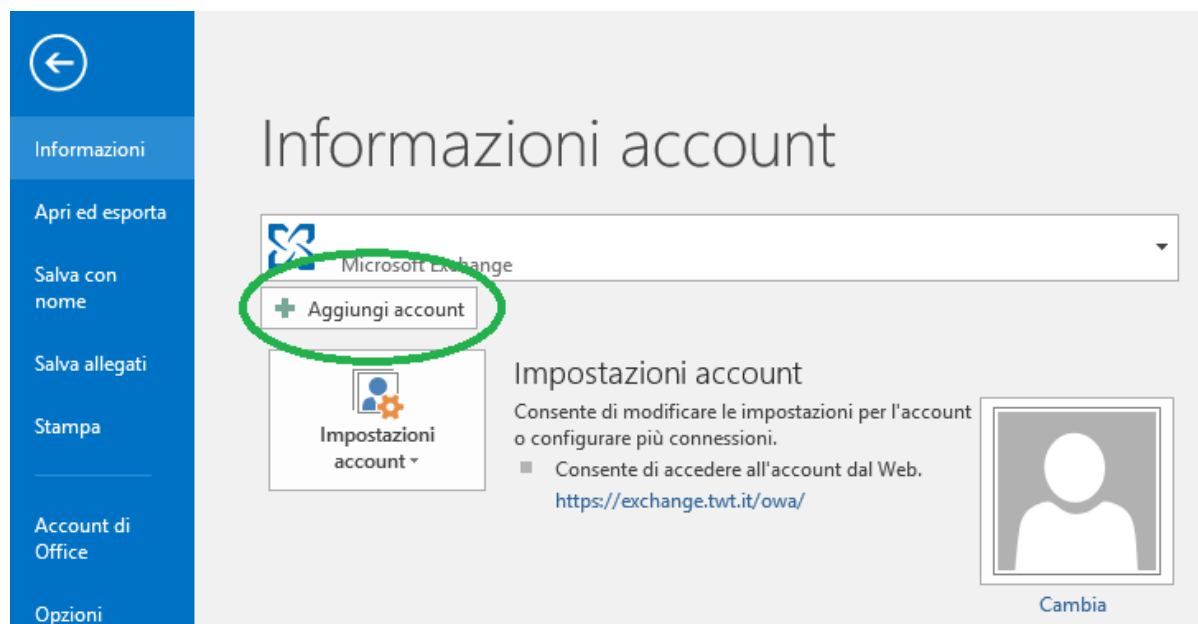 Informazioni
Apri ed esporta
Salva con
nome
Salva allegati
Stampa
Account di
Office
Opzioni
Informazioni account
Microsoft Exchange
Aggiungi account
Impostazioni
account
Impostazioni account
Consente di modificare le impostazioni per l'account
o configurare più connessioni.
Consente di accedere all'account dal Web.
https://exchange.twt.it/owa/
Cambia